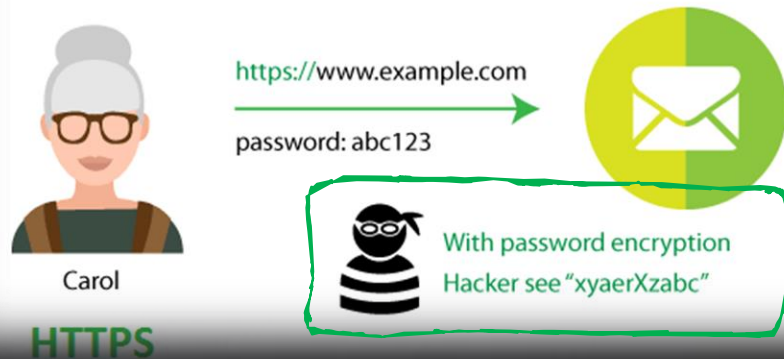 https://www.example.com
password: abc123
With password encryption
Hacker see “xyaerXzabc”
Carol
HTTPS